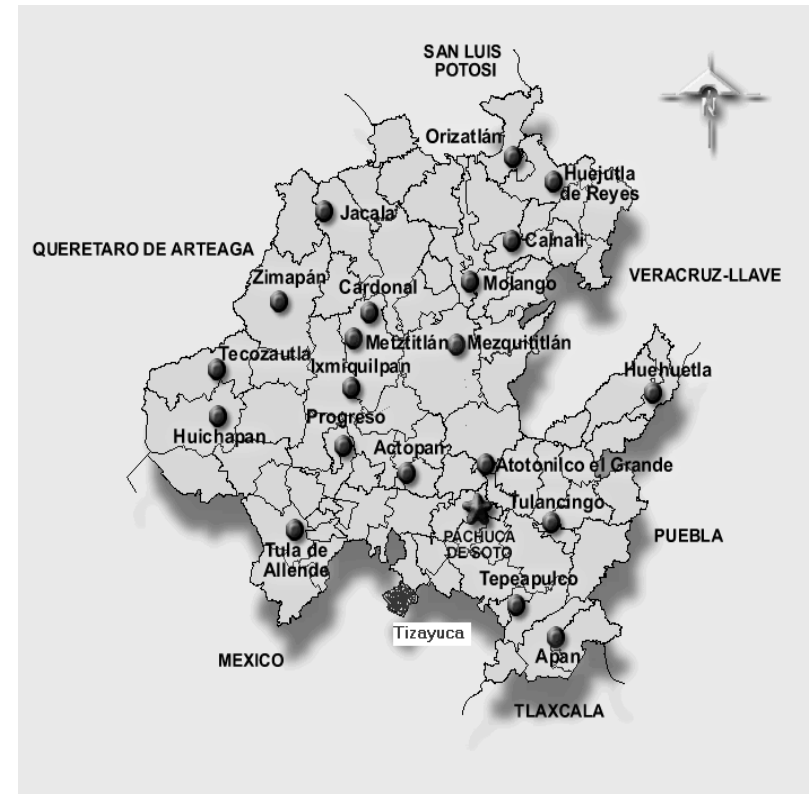 SAN LUIS
POTOSI
N
Orizatlán
Huejutla
de Reyes
Jacala
Calnali
QUERETARO DE ARTEAGA
Zimapán
Cardonal
Molango
VERACRUZ-LLAVE
Metztitlán
Mezquititlán
Tecozautla
Ixmiquilpan
Huehuetla
Huichapan
Progreso
Actopan
Atotonilco el Grande
Tulancingo
PACHUCA
DE SOTO
PUEBLA
Tula de
Allende
Tepeapulco
Tizayuca
Apan
MEXICO
TLAXCALA